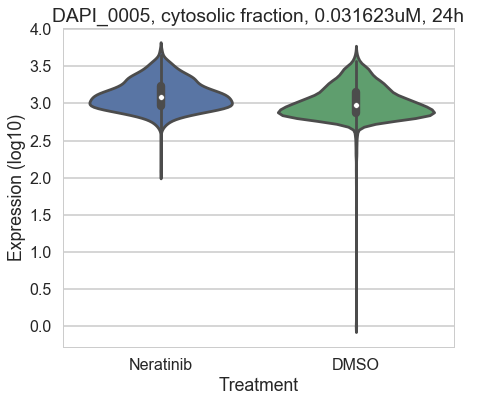 DAPI_0005, cytosolic fraction, 0.031623uM, 24h
4.0
3.5
3.0
2.5
2.0
1.5
1.0
0.5
0.0
Expression (log10)
Neratinib DMSO
Treatment